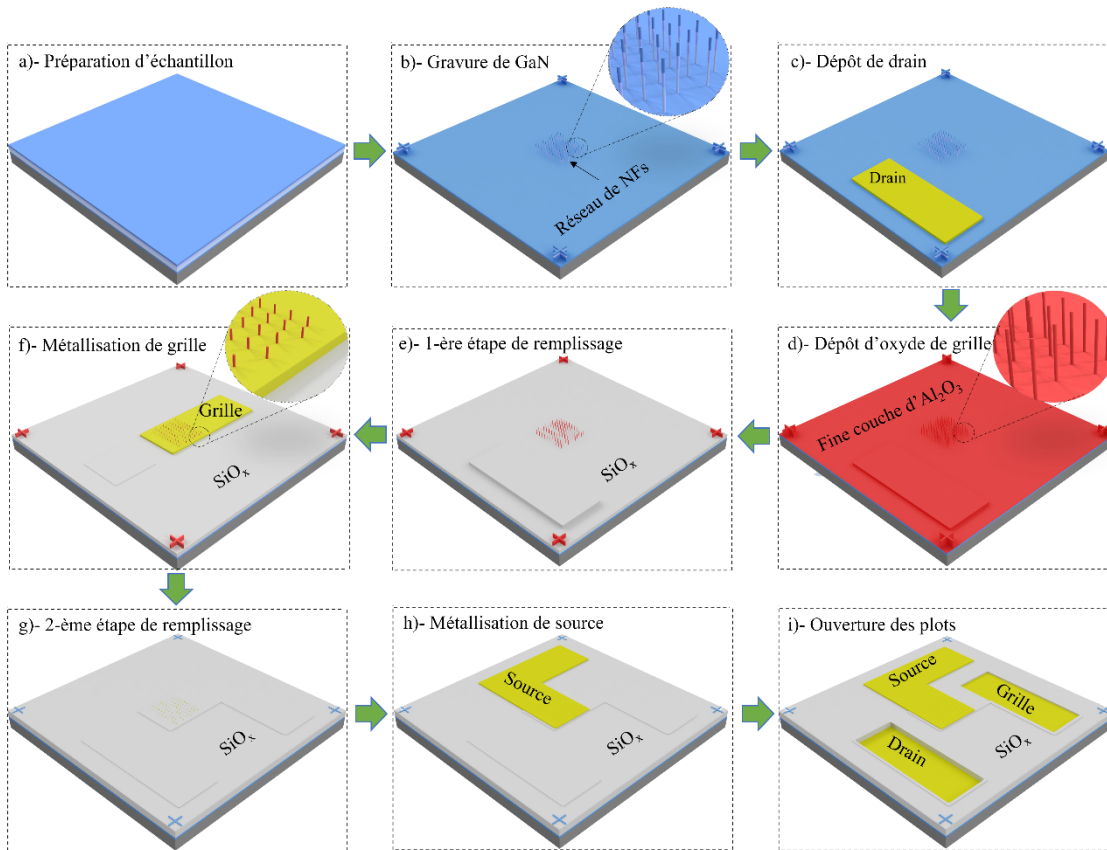 a)- Préparation d'échantillon
b)- Gravure de GaN
Réseau de NFs
c)- Dépôt de drain
Drain
d)- Dépôt d'oxyde de grille
Fine couche d'Al₂O₃
e)- 1-ère étape de remplissage
SiOₓ
f)- Métallisation de grille
Grille
SiOₓ
g)- 2-ème étape de remplissage
SiOₓ
h)- Métallisation de source
Source
SiOₓ
i)- Ouverture des plots
Source
Grille
SiOₓ
Drain